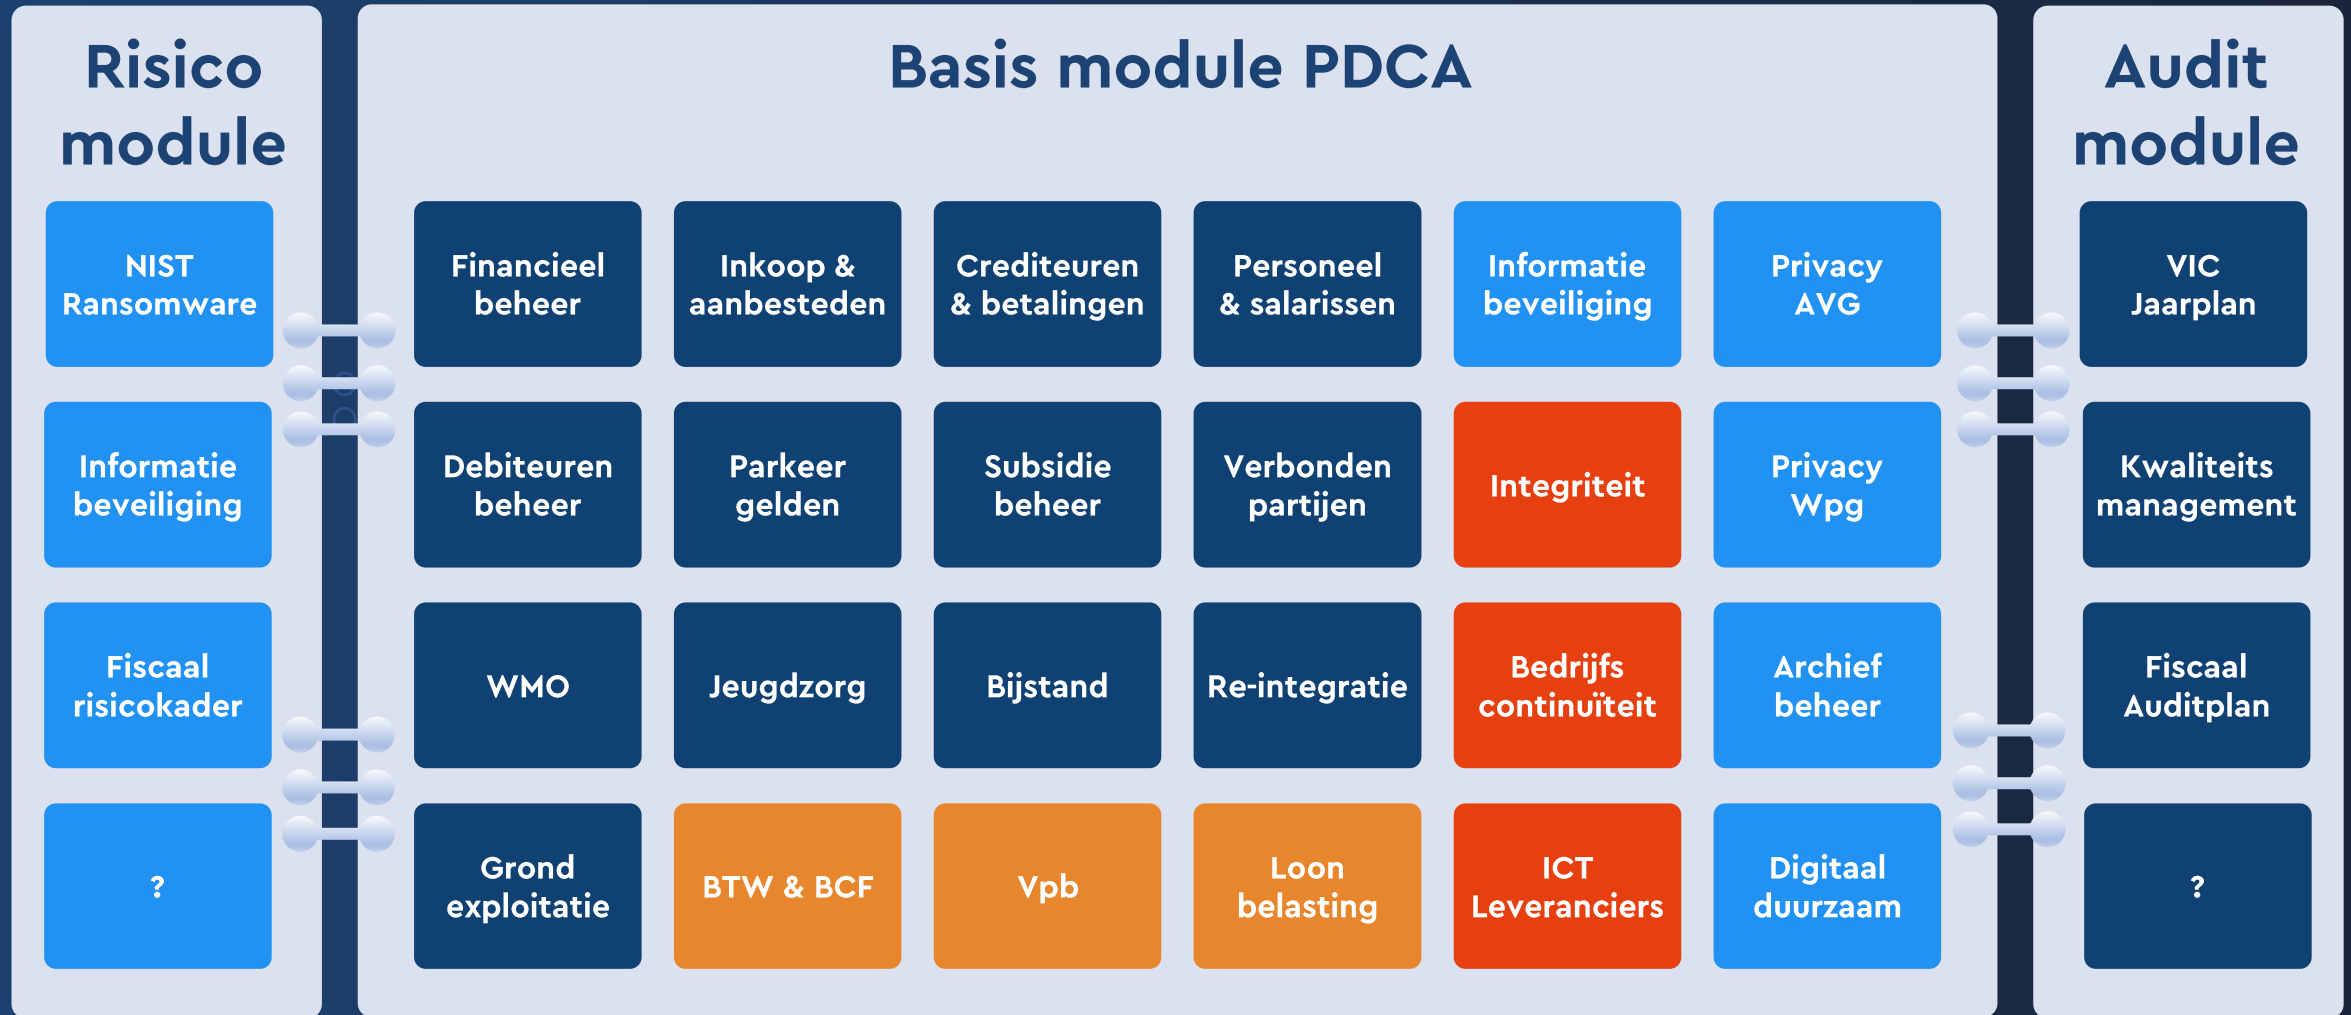 Risico
module
NIST
Ransomware
Informatie
beveiliging
Fiscaal
risicokader
?
Basis module PDCA
Financieel
beheer
Inkoop &
aanbesteden
Crediteuren
& betalingen
Personeel
& salarissen
Informatie
beveiliging
Privacy
AVG
Debiteuren
beheer
Parkeer
gelden
Subsidie
beheer
Verbonden
partijen
Integriteit
Privacy
Wpg
WMO
Jeugdzorg
Bijstand
Re-integratie
Bedrijfs
continuïteit
Archief
beheer
Grond
exploitatie
BTW & BCF
Vpb
Loon
belasting
ICT
Leveranciers
Digitaal
duurzaam
Audit
module
VIC
Jaarplan
Kwaliteits
management
Fiscaal
Auditplan
?